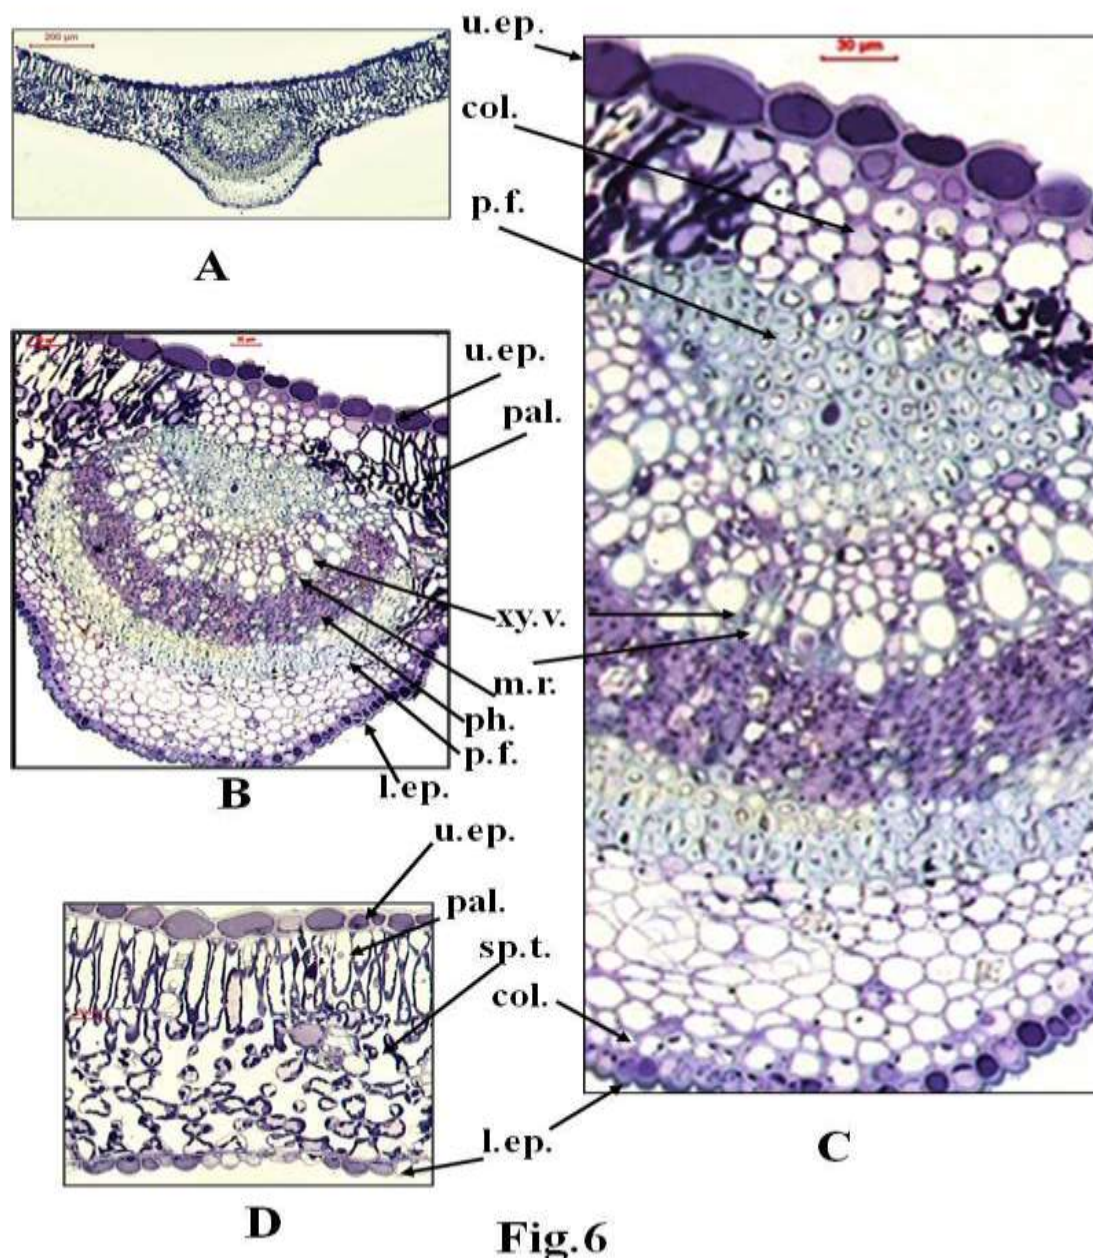 200 µm
A
u.ep.
col.
p.f.
30 µm
u.ep.
pal.
xy.v.
m.r.
ph.
p.f.
l.ep.
B
u.ep.
pal.
sp.t.
col.
l.ep.
C
D
Fig.6